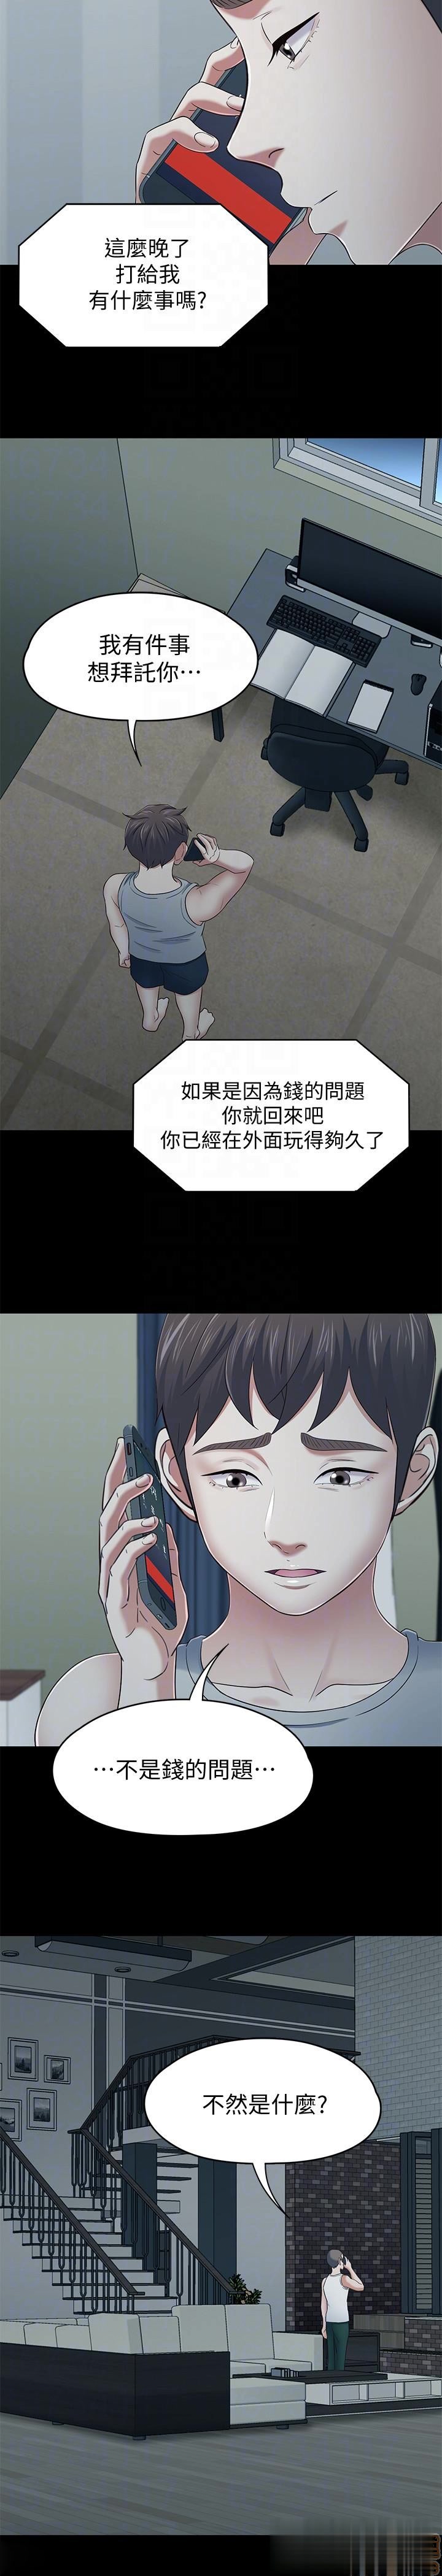 這麼晚了
打給我
有什麼事嗎?
我有件事
想拜託你…
如果是因為錢的問題
你就回來吧
你已經在外面玩得夠久了
…不是錢的問題…
不然是什麼?